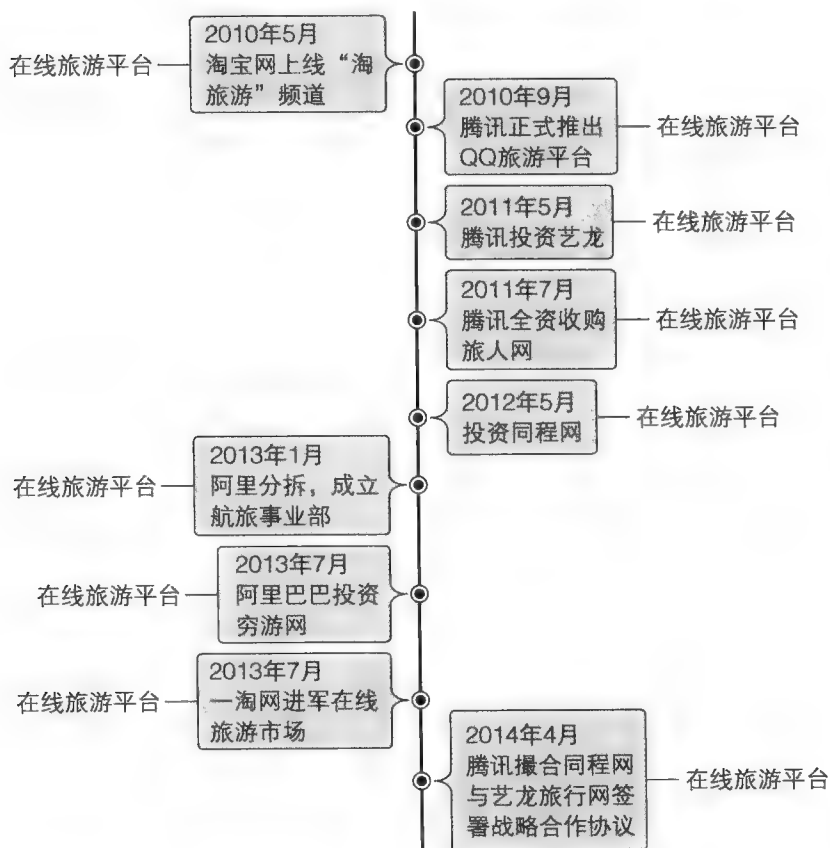 2010年5月
淘宝网上线“淘
旅游”频道
在线旅游平台
2010年9月
腾讯正式推出
QQ旅游平台
在线旅游平台
2011年5月
腾讯投资艺龙
在线旅游平台
2011年7月
腾讯全资收购
旅人网
在线旅游平台
2012年5月
投资同程网
在线旅游平台
2013年1月
阿里分拆，成立
航旅事业部
在线旅游平台
2013年7月
阿里巴巴投资
穷游网
在线旅游平台
2013年7月
一淘网进军在线
旅游市场
在线旅游平台
2014年4月
腾讯撮合同程网
与艺龙旅行网签
署战略合作协议
在线旅游平台